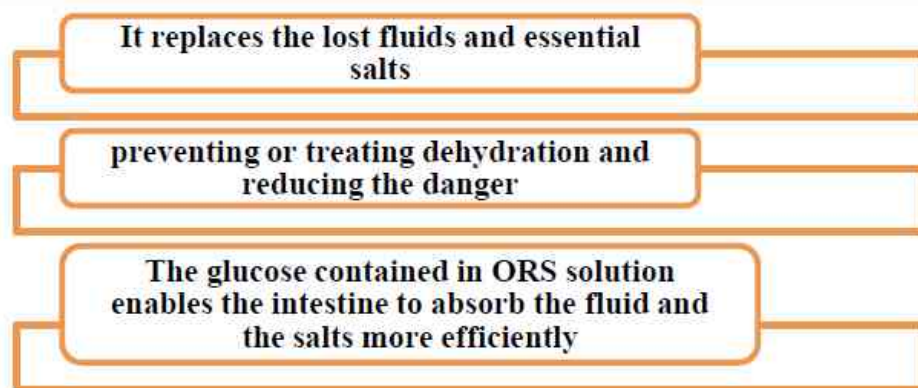 It replaces the lost fluids and essential
salts
preventing or treating dehydration and
reducing the danger
The glucose contained in ORS solution
enables the intestine to absorb the fluid and
the salts more efficiently